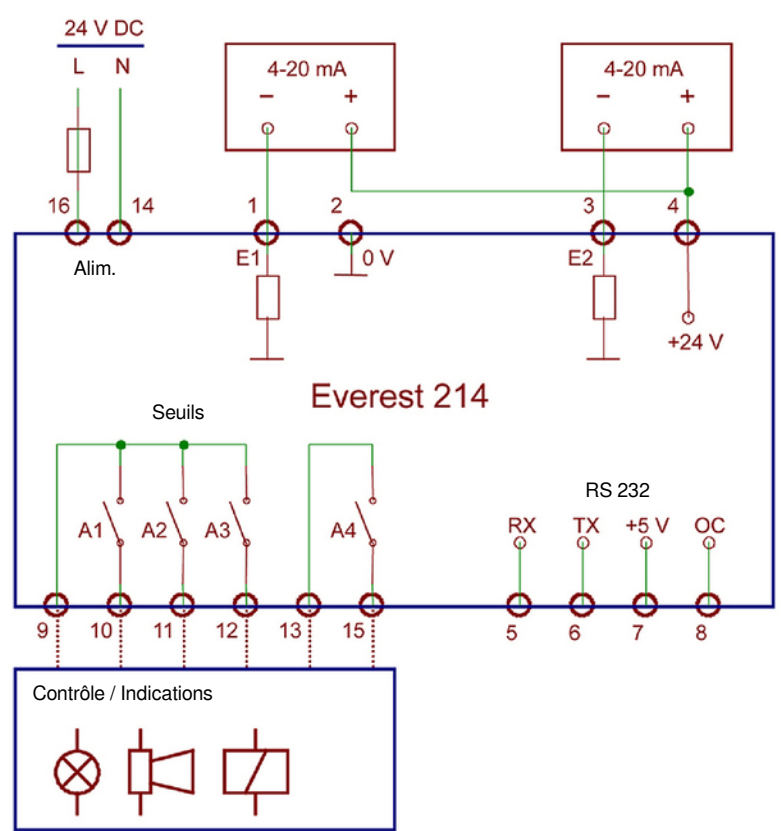 24 V DC
L N
4-20 mA
− +
4-20 mA
− +
16 14 1 2 3 4
Alim.
E1 0 V E2
+24 V
Everest 214
Seuils
A1 A2 A3 A4
RS 232
RX TX +5 V OC
9 10 11 12 13 15 5 6 7 8
Contrôle / Indications